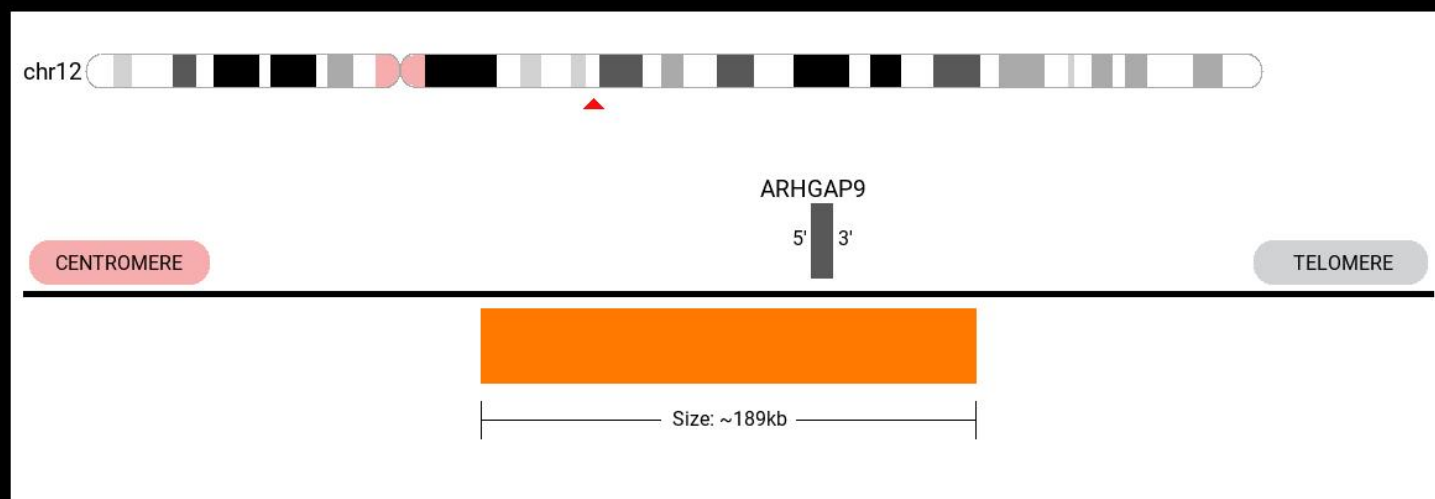 chr12
ARHGAP9
5' 3'
CENTROMERE
TELOMERE
Size: ~189kb